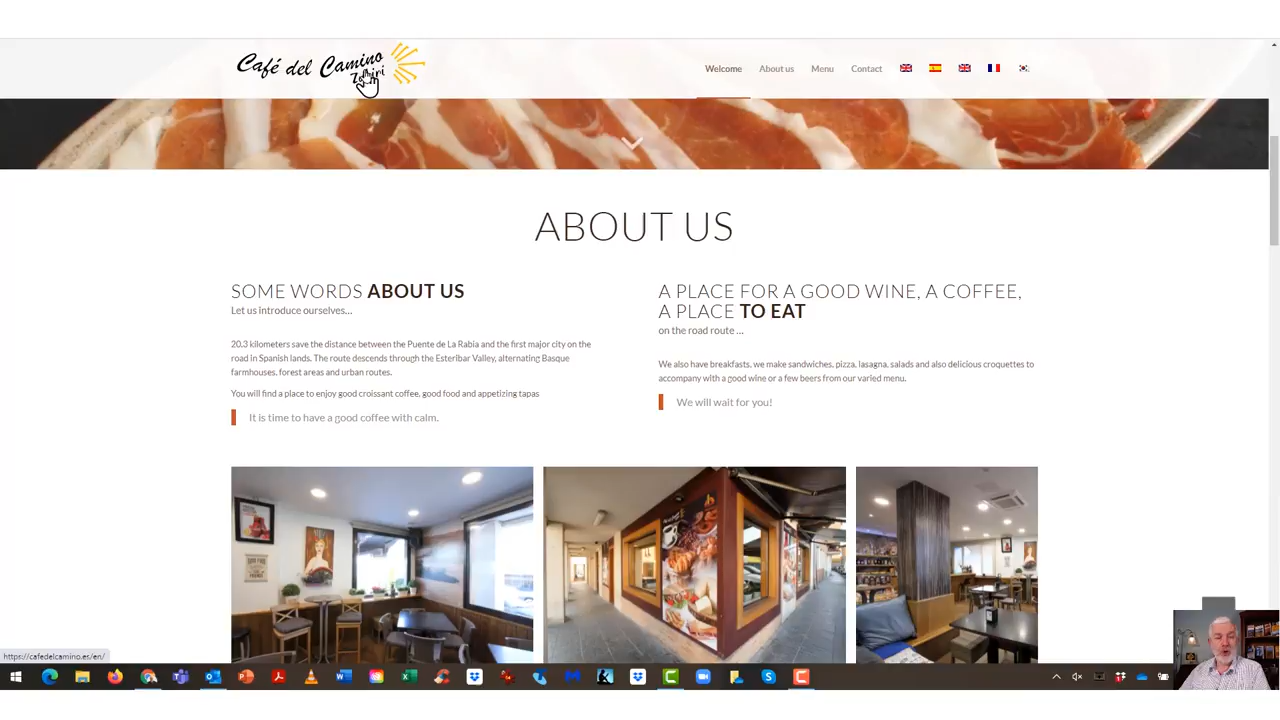 Café del Camino
Welcome
About us
Menu
Contact
ABOUT US
SOME WORDS ABOUT US
Let us introduce ourselves...
20.3 kilometers save the distance between the Puente de La Rabia and the first major city on the
road in Spanish lands. The route descends through the Esteribar Valley, alternating Basque
farmhouses, forest areas and urban routes.
You will find a place to enjoy good croissant coffee, good food and appetizing tapas
It is time to have a good coffee with calm.
A PLACE FOR A GOOD WINE, A COFFEE,
A PLACE TO EAT
on the road route ...
We also have breakfasts, we make sandwiches, pizza, lasagna, salads and also delicious croquettes to
accompany with a good wine or a few beers from our varied menu.
We will wait for you!
https://cafedelcamino.es/en/